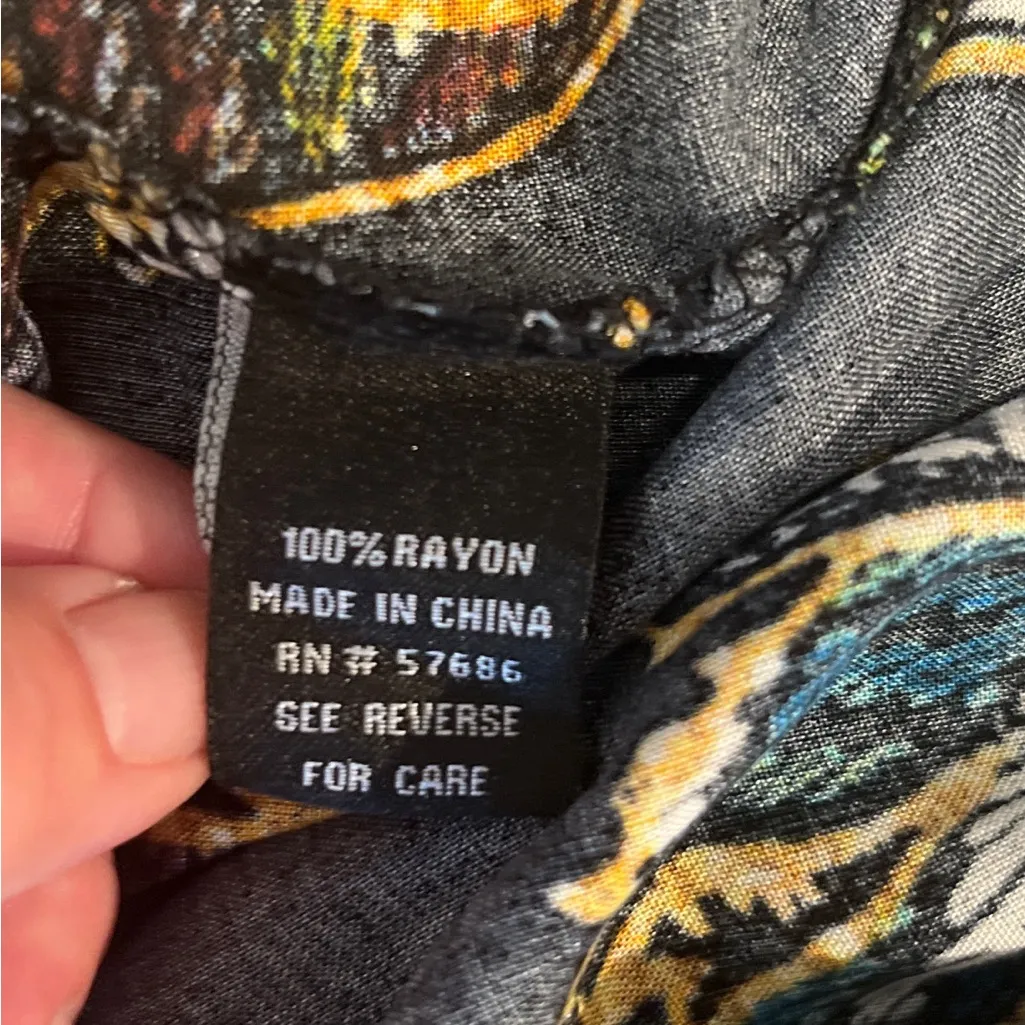 100% RAYON
MADE IN CHINA
RN # 57686
SEE REVERSE
FOR CARE